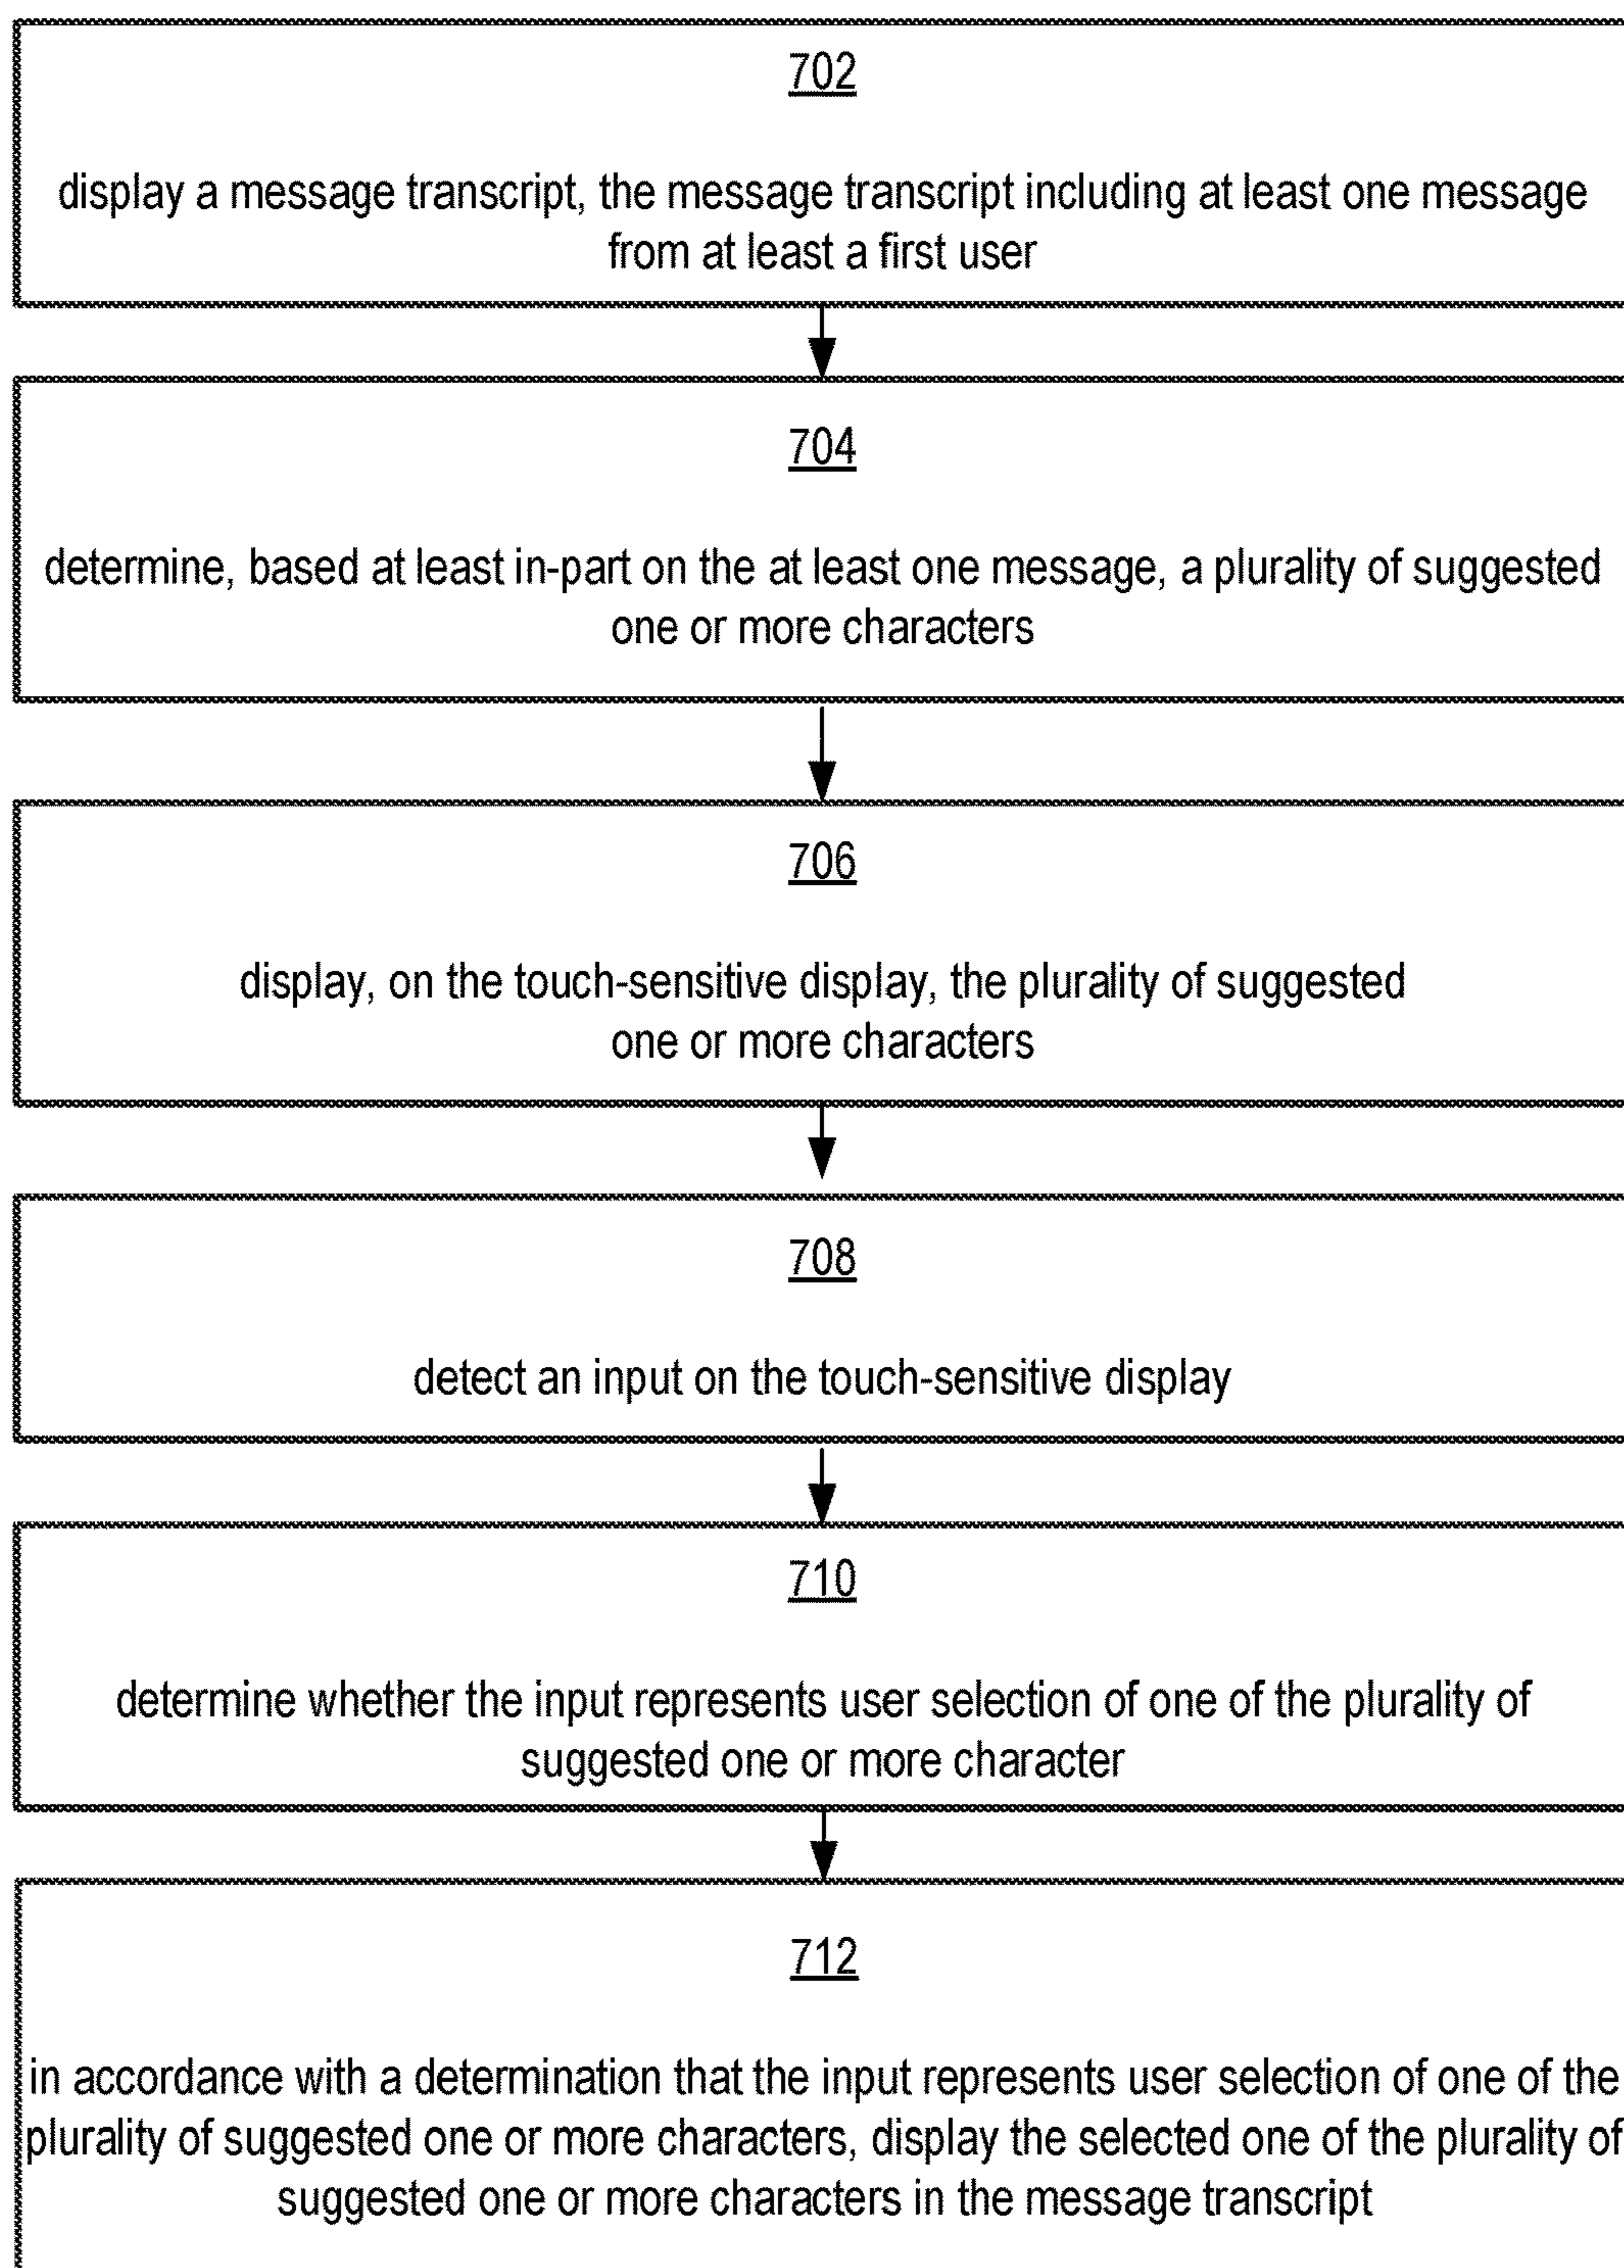 702
display a message transcript, the message transcript including at least one message
from at least a first user
704
determine, based at least in-part on the at least one message, a plurality of suggested
one or more characters
706
display, on the touch-sensitive display, the plurality of suggested
one or more characters
708
detect an input on the touch-sensitive display
710
determine whether the input represents user selection of one of the plurality of
suggested one or more character
712
in accordance with a determination that the input represents user selection of one of the
plurality of suggested one or more characters, display the selected one of the plurality of
suggested one or more characters in the message transcript